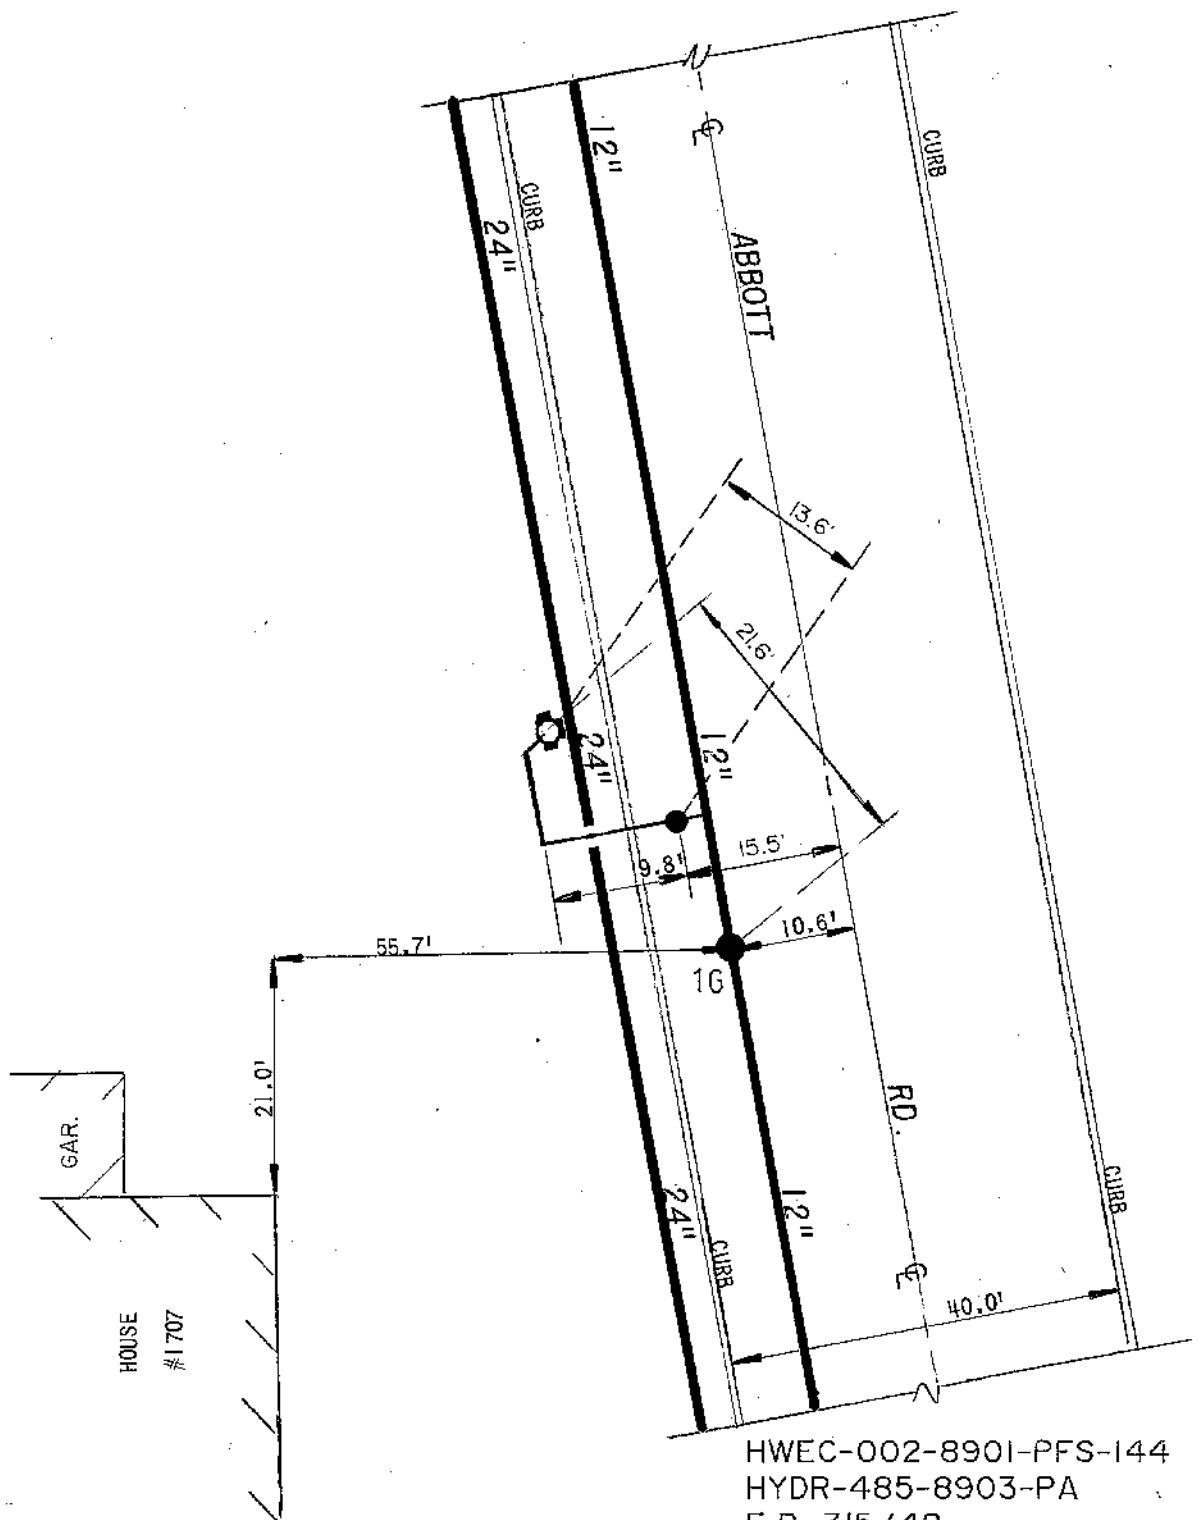 12"
℄
CURB
CURB
24"
ABBOTT
13.6'
21.6'
12"
24"
15.5'
9.8'
10.6'
55.7'
1G
21.0'
GAR.
RD.
24"
12"
CURB
CURB
℄
40.0'
HOUSE
#1707
HWEC-002-8901-PFS-144
HYDR-485-8903-PA